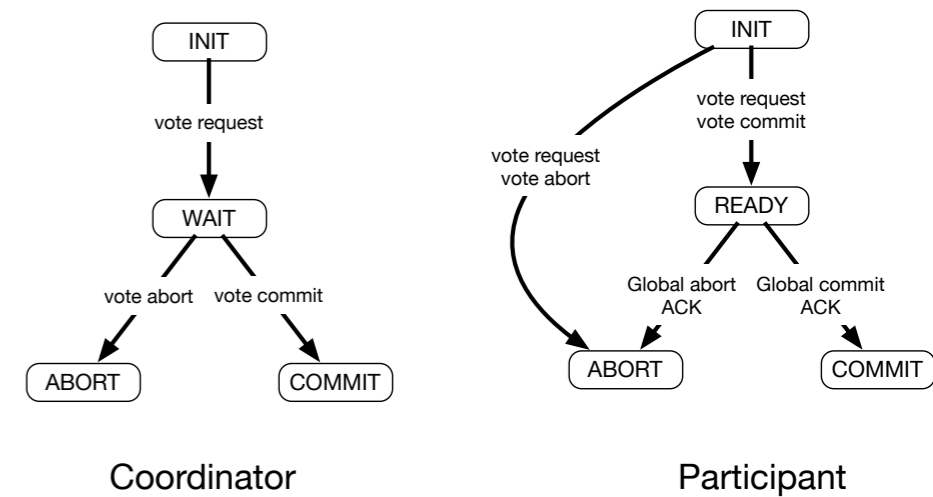 INIT
vote request
WAIT
vote abort
vote commit
ABORT
COMMIT
Coordinator
INIT
vote request
vote commit
vote request
vote abort
READY
Global abort
ACK
Global commit
ACK
ABORT
COMMIT
Participant